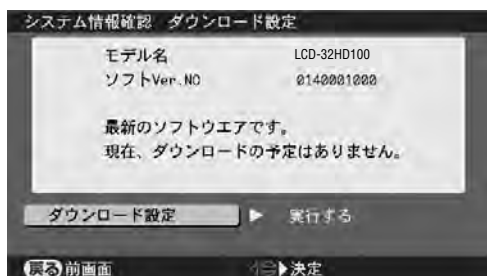 システム情報確認 ダウンロード設定
モデル名 LCD-32HD100
ソフトVer.NO 0140001000
最新のソフトウエアです。
現在、ダウンロードの予定はありません。
ダウンロード設定 ▶ 実行する
戻る 前画面 ▶決定